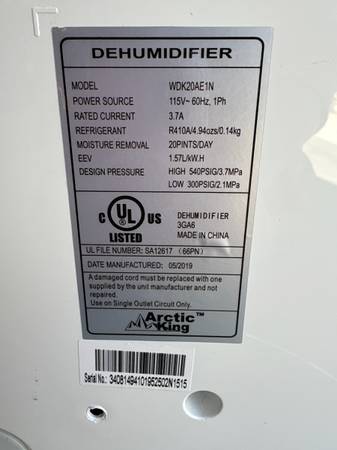 DEHUMIDIFIER
MODEL WDK20AE1N
POWER SOURCE 115V~ 60Hz, 1Ph
RATED CURRENT 3.7A
REFRIGERANT R410A/4.94ozs/0.14kg
MOISTURE REMOVAL 20PINTS/DAY
EEV 1.57L/kW.H
DESIGN PRESSURE HIGH 540PSIG/3.7MPa
LOW 300PSIG/2.1MPa
C UL US
LISTED
DEHUMIDIFIER
3GA6
MADE IN CHINA
UL FILE NUMBER: SA12617 (66PN)
DATE MANUFACTURED: 05/2019
A damaged cord must be replaced with one
supplied by the unit manufacturer and not
repaired.
Use on Single Outlet Circuit Only.
Arctic™
King
Serial No.: 34081494101952502N1515